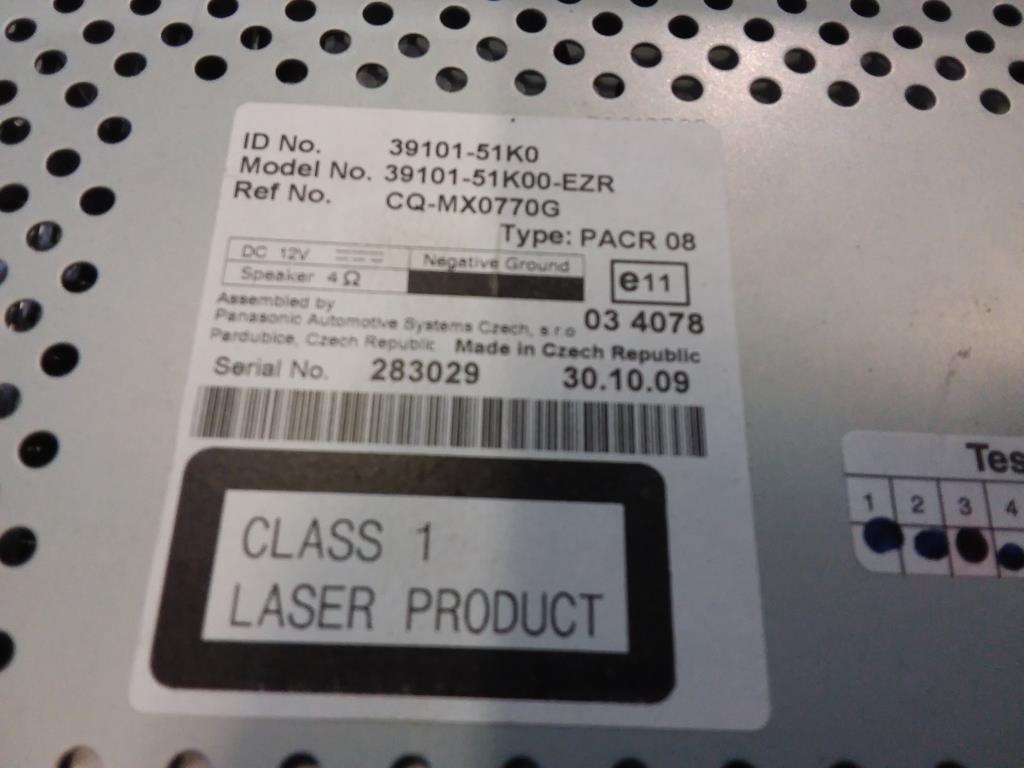 ID No. 39101-51K0
Model No. 39101-51K00-EZR
Ref No. CQ-MX0770G
Type: PACR 08
DC 12V
Negative Ground
Speaker 4 Ω
e11
Assembled by
Panasonic Automotive Systems Czech, s.r.o
03 4078
Pardubice, Czech Republic Made in Czech Republic
Serial No. 283029 30.10.09
CLASS 1
LASER PRODUCT
Tes
1 2 3 4